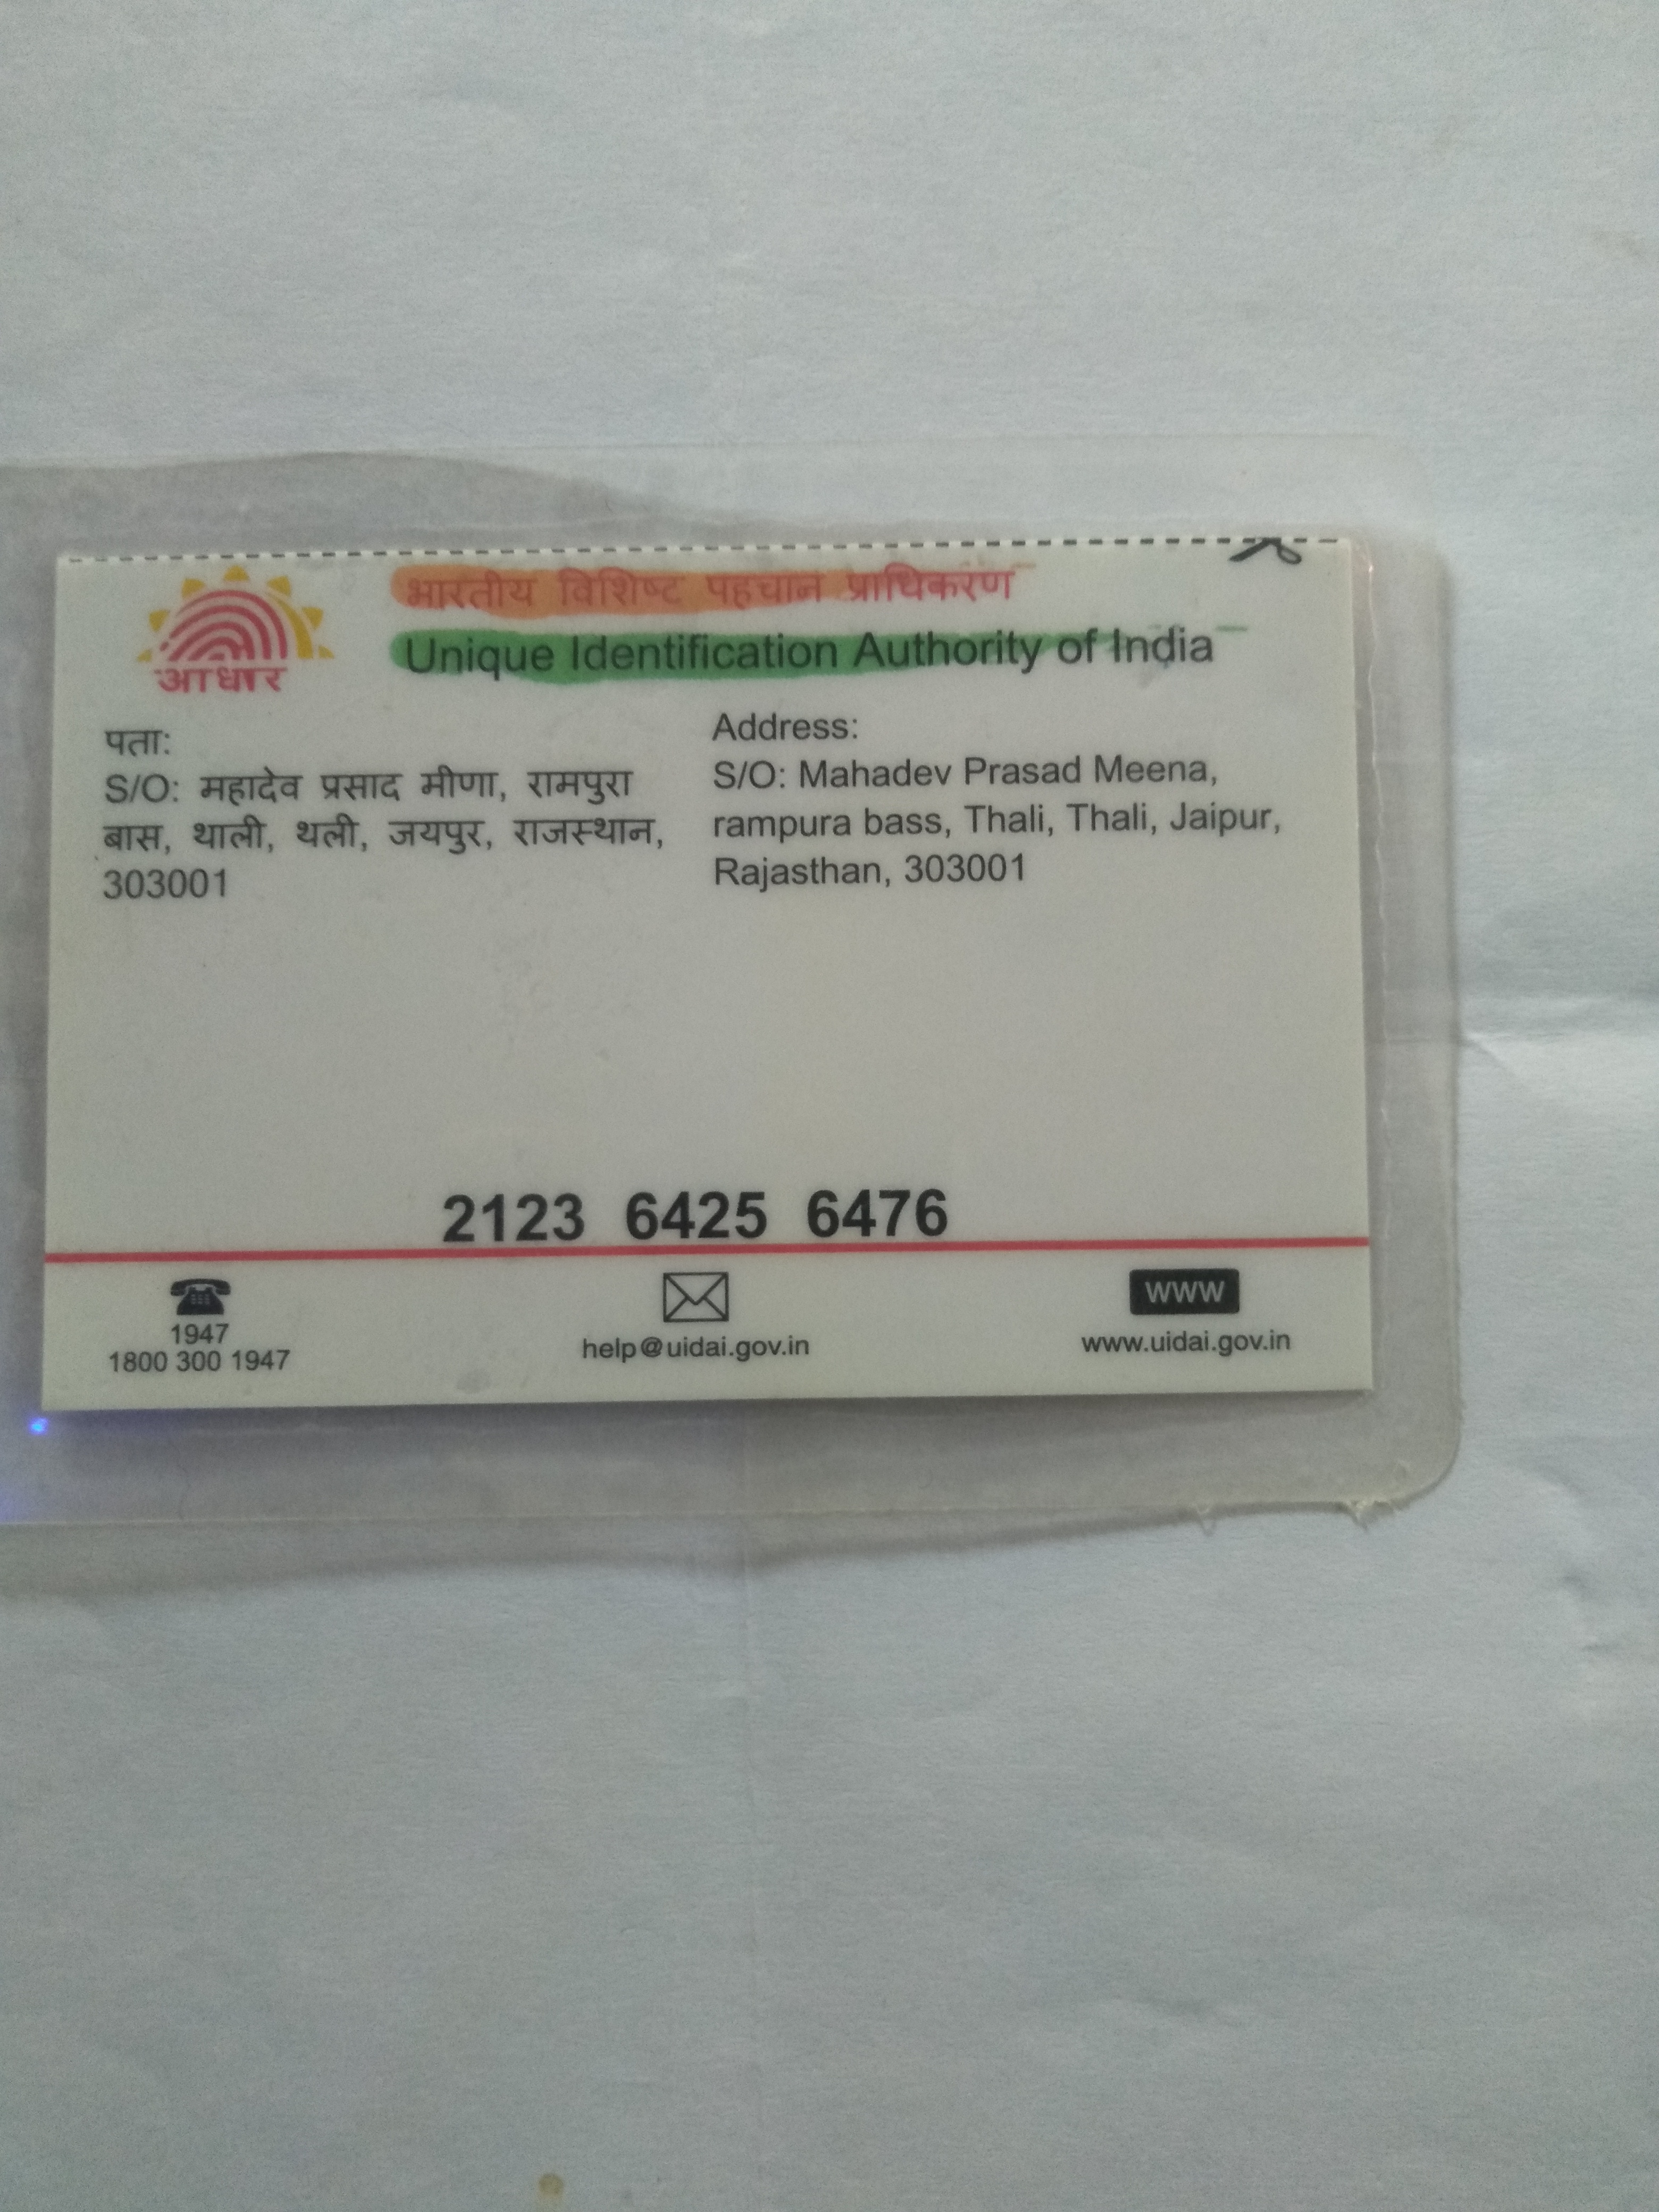 भारतीय विशिष्ट पहचान प्राधिकरण
Unique Identification Authority of India
आधार
पता:
S/O: महादेव प्रसाद मीणा, रामपुरा
बास, थाली, थली, जयपुर, राजस्थान,
303001
Address:
S/O: Mahadev Prasad Meena,
rampura bass, Thali, Thali, Jaipur,
Rajasthan, 303001
2123 6425 6476
1947
1800 300 1947
help@uidai.gov.in
WWW
www.uidai.gov.in